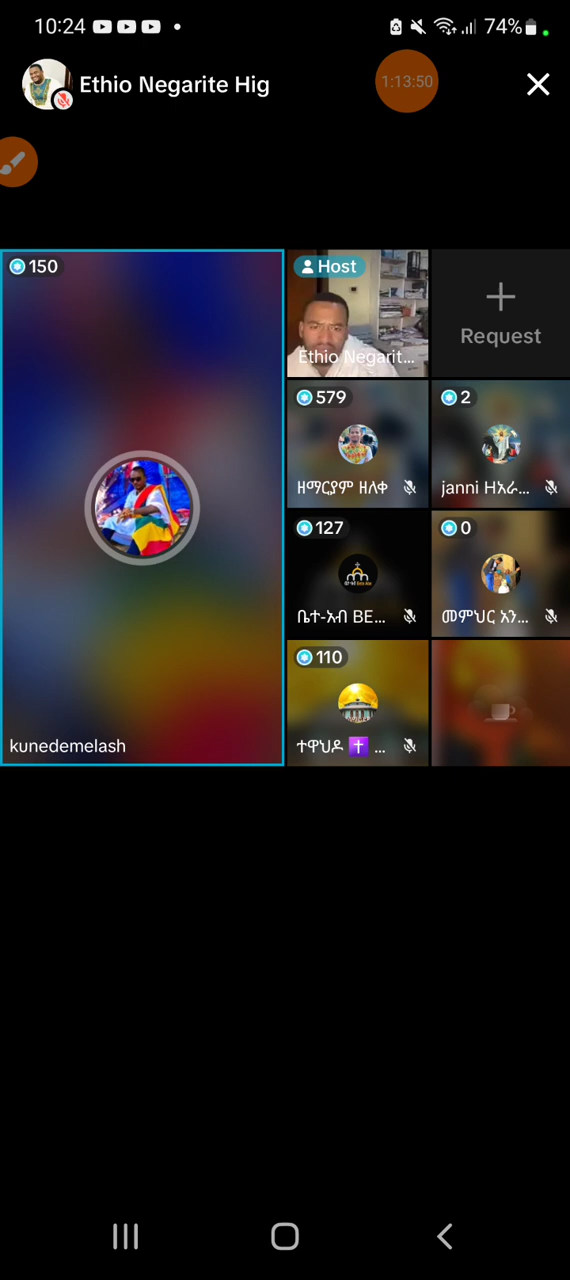 10:24
74%
Ethio Negarite Hig
1:13:50
150
Host
Ethio Negarit...
Request
579
ዘማርያም ዘለቀ
2
janni Hአራ...
127
ቤተ-አብ BE...
0
መምህር አን...
110
ተዋህዶ ✝️ ...
kunedemelash